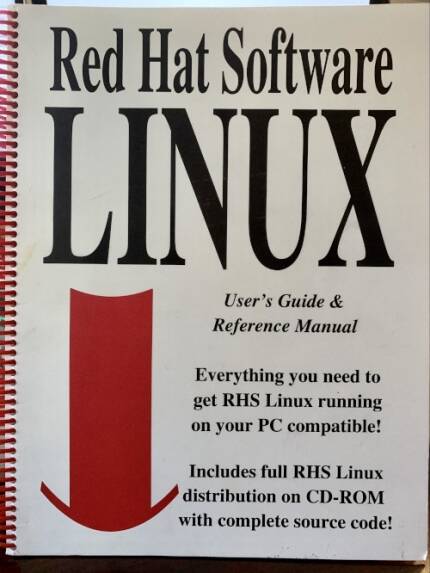 Red Hat Software
LINUX
User's Guide &
Reference Manual
Everything you need to
get RHS Linux running
on your PC compatible!
Includes full RHS Linux
distribution on CD-ROM
with complete source code!